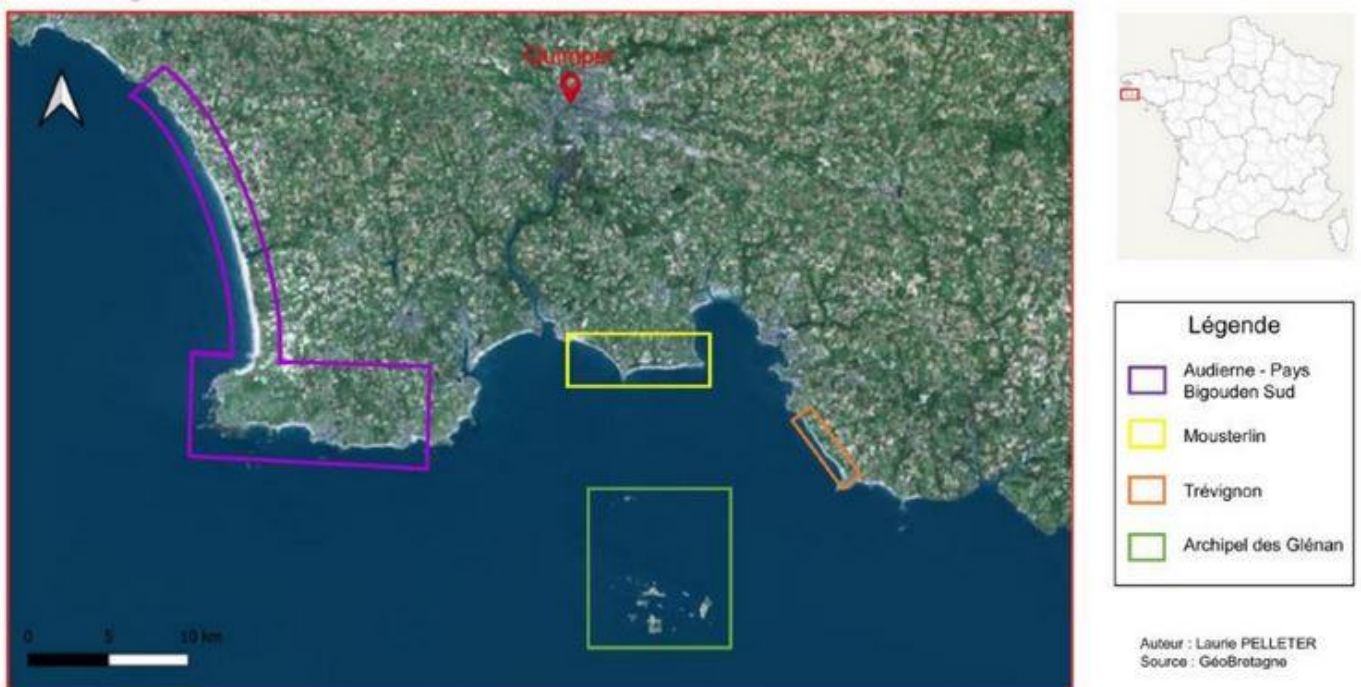 Quimper
0 5 10 km
Légende
Audierne - Pays
Bigouden Sud
Mousterlin
Trévignon
Archipel des Glénan
Auteur : Laurie PELLETER
Source : GéoBretagne